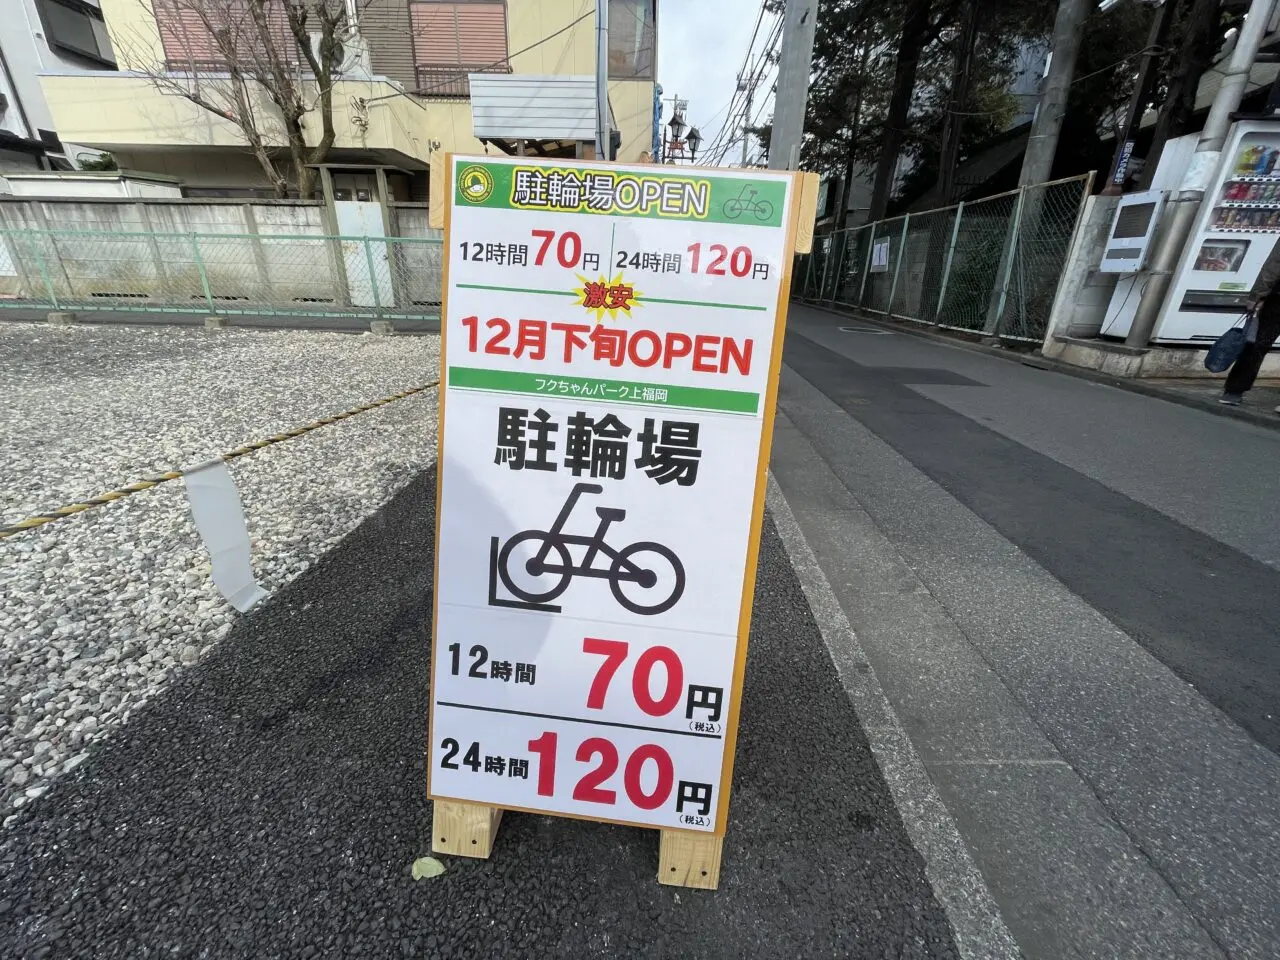 駐輪場OPEN
12時間70円 24時間120円
激安
12月下旬OPEN
フクちゃんパーク上福岡
駐輪場
12時間 70円
(税込)
24時間 120円
(税込)